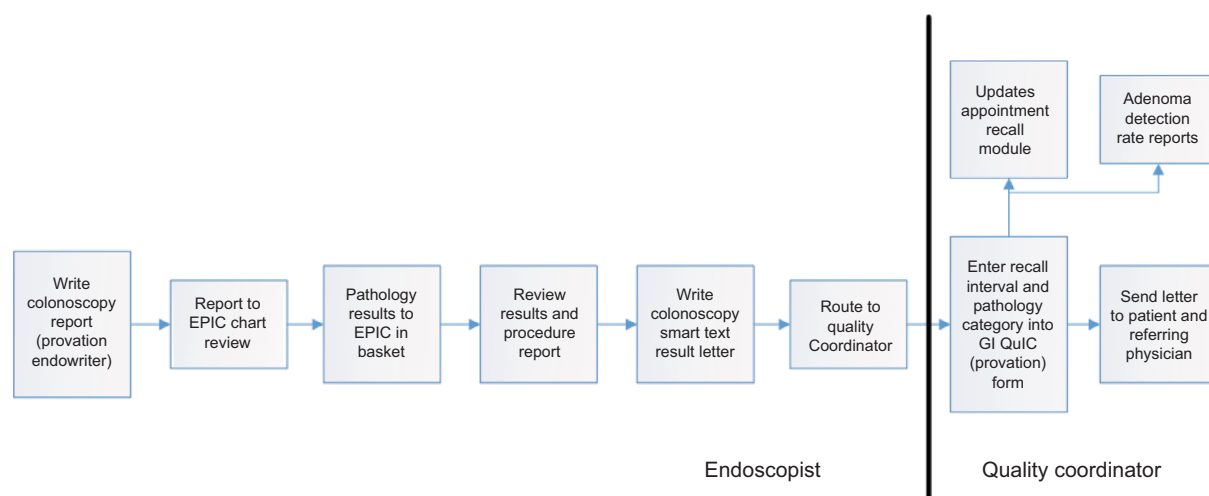 Updates
appointment
recall
module
Adenoma
detection
rate reports
Write
colonoscopy
report
(provation
endowriter)
Report to
EPIC chart
review
Pathology
results to
EPIC in
basket
Review
results and
procedure
report
Write
colonoscopy
smart text
result letter
Route to
quality
Coordinator
Enter recall
interval and
pathology
category into
GI QuIC
(provation)
form
Send letter
to patient and
referring
physician
Endoscopist
Quality coordinator